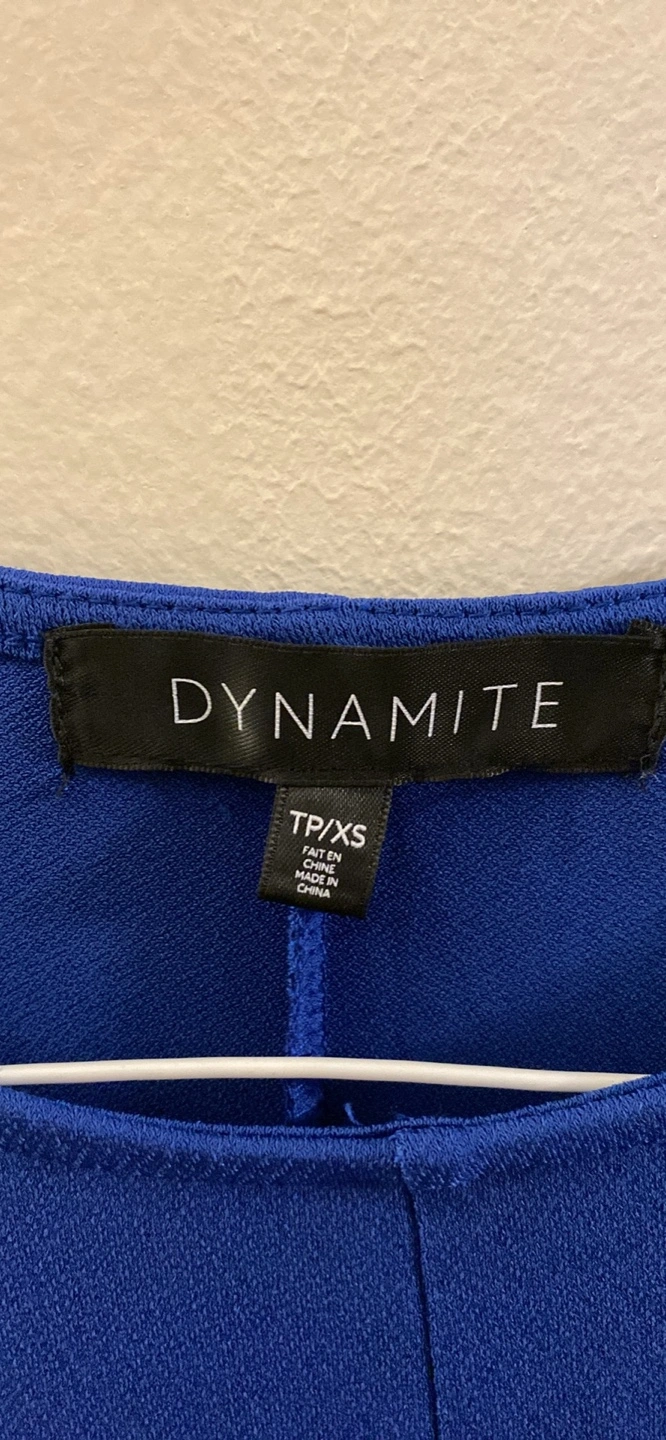 DYNAMITE
TP/XS
FAIT EN
CHINE
MADE IN
CHINA